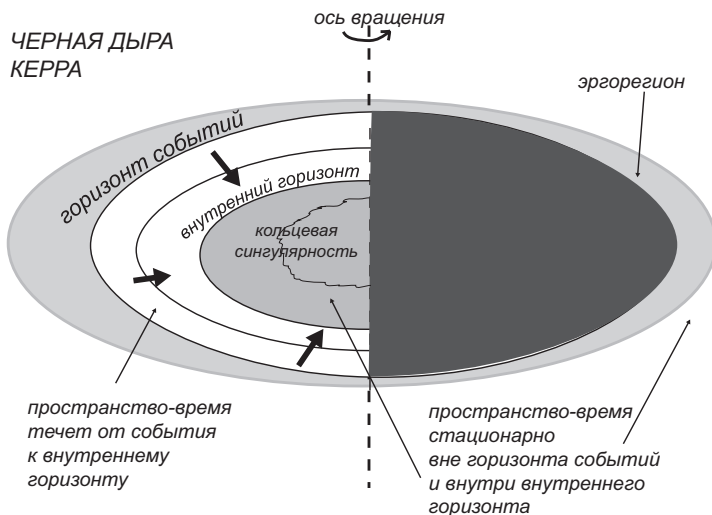 ось вращения
ЧЕРНАЯ ДЫРА
КЕРРА
эргорегион
горизонт событий
внутренний горизонт
кольцевая
сингулярность
пространство-время
течет от события
к внутреннему
горизонту
пространство-время
стационарно
вне горизонта событий
и внутри внутреннего
горизонта